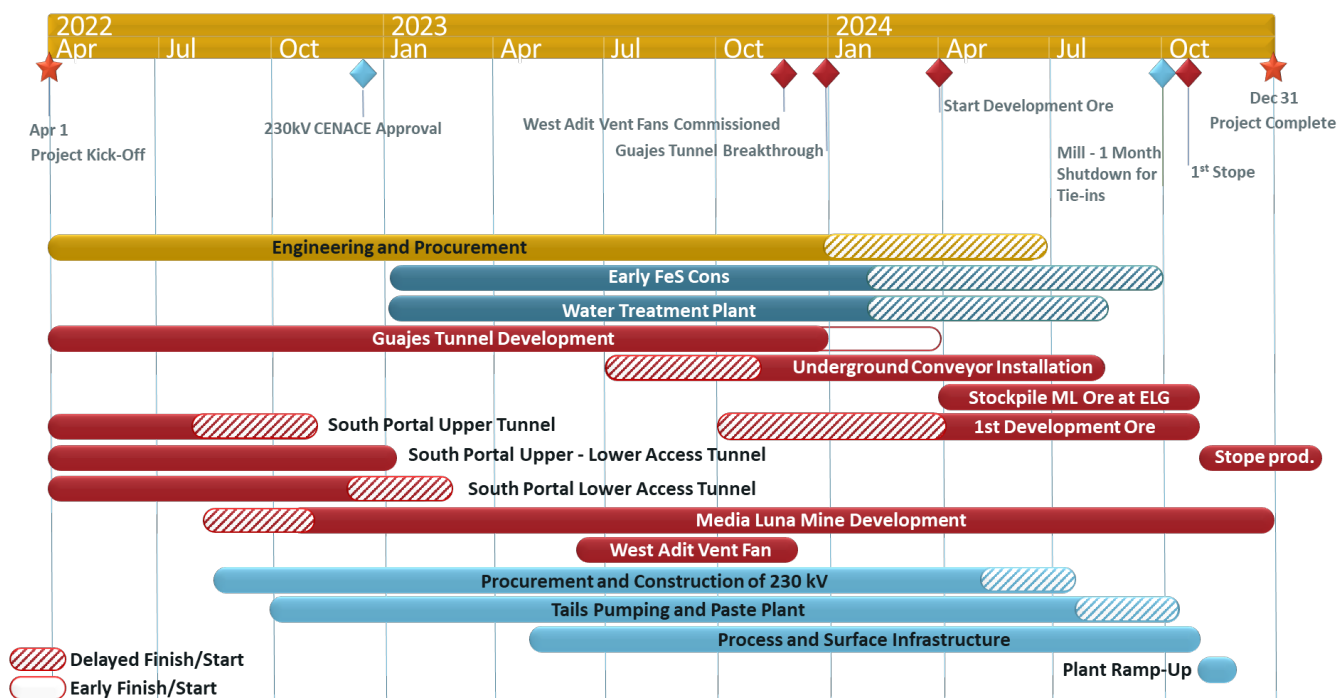 2022 2023 2024
Apr Jul Oct Jan Apr Jul Oct Jan Apr Jul Oct
Apr 1
Project Kick-Off
230kV CENACE Approval
West Adit Vent Fans Commissioned
Guajes Tunnel Breakthrough
Start Development Ore
Mill - 1 Month
Shutdown for
Tie-ins
1st Stope
Dec 31
Project Complete
Engineering and Procurement
Early FeS Cons
Water Treatment Plant
Guajes Tunnel Development
Underground Conveyor Installation
Stockpile ML Ore at ELG
South Portal Upper Tunnel
1st Development Ore
South Portal Upper - Lower Access Tunnel
Stope prod.
South Portal Lower Access Tunnel
Media Luna Mine Development
West Adit Vent Fan
Procurement and Construction of 230 kV
Tails Pumping and Paste Plant
Process and Surface Infrastructure
Plant Ramp-Up
Delayed Finish/Start
Early Finish/Start